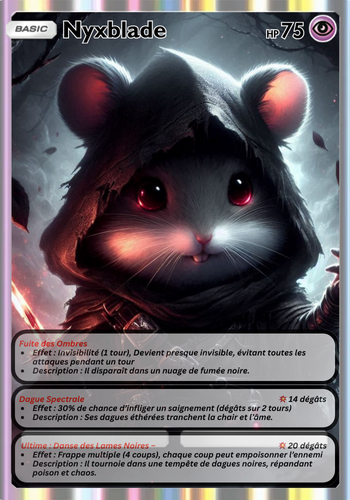 BASIC Nyxblade HP 75
Fuite des Ombres
• Effet : Invisibilité (1 tour), Devient presque invisible, évitant toutes les
attaques pendant un tour
• Description : Il disparaît dans un nuage de fumée noire.
Dague Spectrale 14 dégâts
• Effet : 30% de chance d'infliger un saignement (dégâts sur 2 tours)
• Description : Ses dagues éthérées tranchent la chair et l'âme.
Ultime : Danse des Lames Noires – 20 dégâts
• Effet : Frappe multiple (4 coups), chaque coup peut empoisonner l'ennemi
• Description : Il tournoie dans une tempête de dagues noires, répandant
poison et chaos.